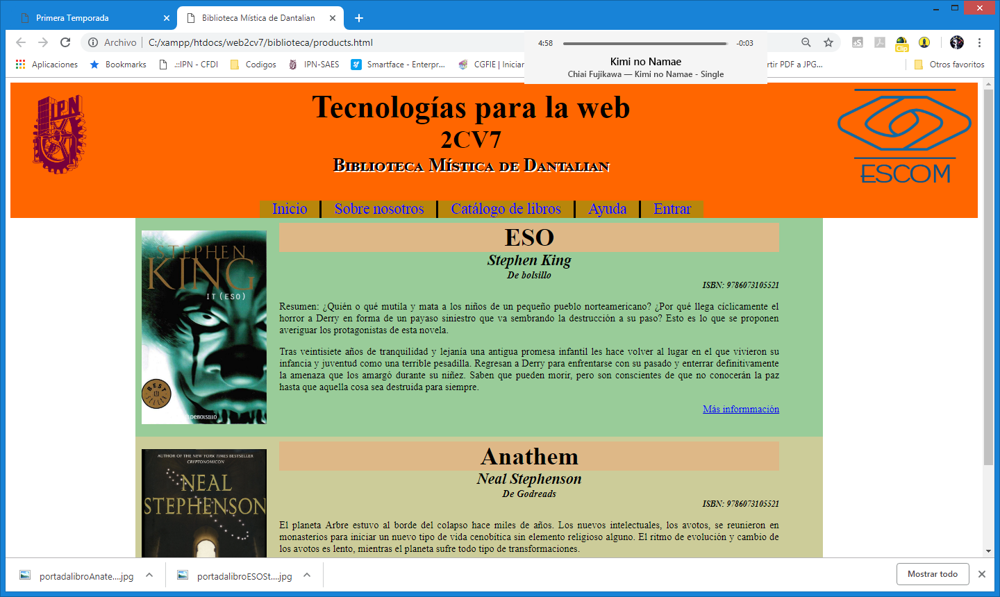 Primera Temporada
Biblioteca Mística de Dantalian
Archivo
C:/xampp/htdocs/web2cv7/biblioteca/products.html
4:58
-0:03
Kimi no Namae
Chiai Fujikawa — Kimi no Namae - Single
+S
Clip
Aplicaciones
Bookmarks
.::IPN - CFDI
Codigos
IPN-SAES
Smartface - Enterpr...
CGFIE | Iniciar
rtir PDF a JPG...
Otros favoritos
IPN
Tecnologías para la web
2CV7
Biblioteca Mística de Dantalian
ESCOM
Inicio
Sobre nosotros
Catálogo de libros
Ayuda
Entrar
STEPHEN
KING
IT (ESO)
BEST
SELLER
DEBOLSILLO
ESO
Stephen King
De bolsillo
ISBN: 9786073105521
Resumen: ¿Quién o qué mutila y mata a los niños de un pequeño pueblo norteamericano? ¿Por qué llega cíclicamente el
horror a Derry en forma de un payaso siniestro que va sembrando la destrucción a su paso? Esto es lo que se proponen
averiguar los protagonistas de esta novela.
Tras veintisiete años de tranquilidad y lejanía una antigua promesa infantil les hace volver al lugar en el que vivieron su
infancia y juventud como una terrible pesadilla. Regresan a Derry para enfrentarse con su pasado y enterrar definitivamente
la amenaza que los amargó durante su niñez. Saben que pueden morir, pero son conscientes de que no conocerán la paz
hasta que aquella cosa sea destruida para siempre.
Más informmación
AUTHOR OF THE NEW YORK TIMES BESTSELLER
CRYPTONOMICON
NEAL
STEPHENSON
Anathem
Neal Stephenson
De Godreads
ISBN: 9786073105521
El planeta Arbre estuvo al borde del colapso hace miles de años. Los nuevos intelectuales, los avotos, se reunieron en
monasterios para iniciar un nuevo tipo de vida cenobítica sin elemento religioso alguno. El ritmo de evolución y cambio de
los avotos es lento, mientras el planeta sufre todo tipo de transformaciones.
portadalibroAnate....jpg
portadalibroESOSt....jpg
Mostrar todo